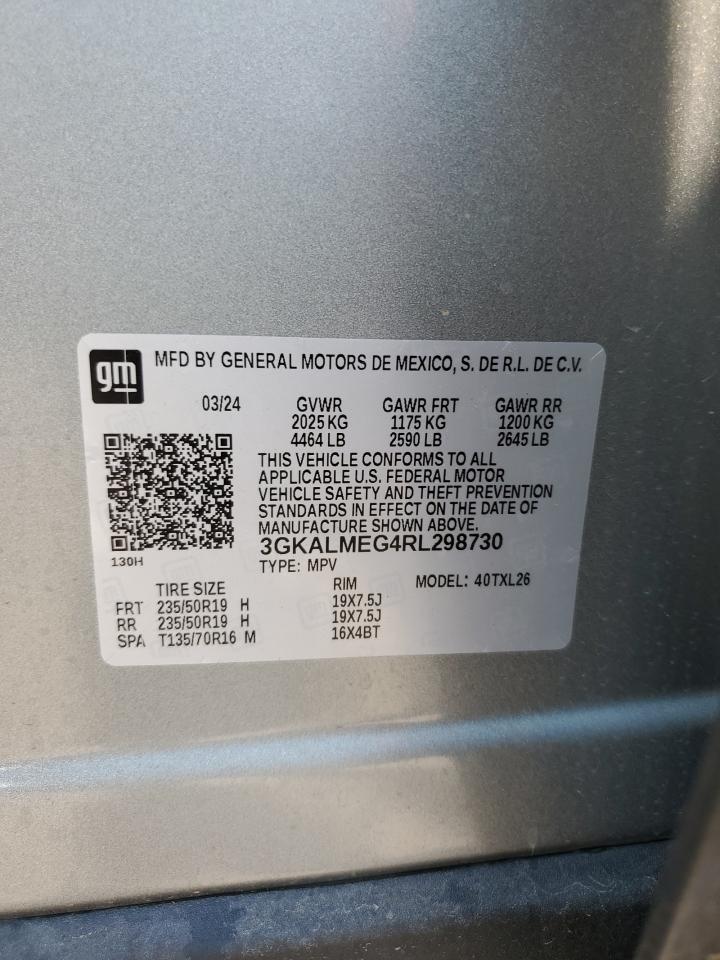 gm
MFD BY GENERAL MOTORS DE MEXICO, S. DE R.L. DE C.V.
03/24 GVWR GAWR FRT GAWR RR
2025 KG 1175 KG 1200 KG
4464 LB 2590 LB 2645 LB
THIS VEHICLE CONFORMS TO ALL
APPLICABLE U.S. FEDERAL MOTOR
VEHICLE SAFETY AND THEFT PREVENTION
STANDARDS IN EFFECT ON THE DATE OF
MANUFACTURE SHOWN ABOVE.
3GKALMEG4RL298730
130H
TYPE: MPV
TIRE SIZE RIM MODEL: 40TXL26
FRT 235/50R19 H 19X7.5J
RR 235/50R19 H 19X7.5J
SPA T135/70R16 M 16X4BT